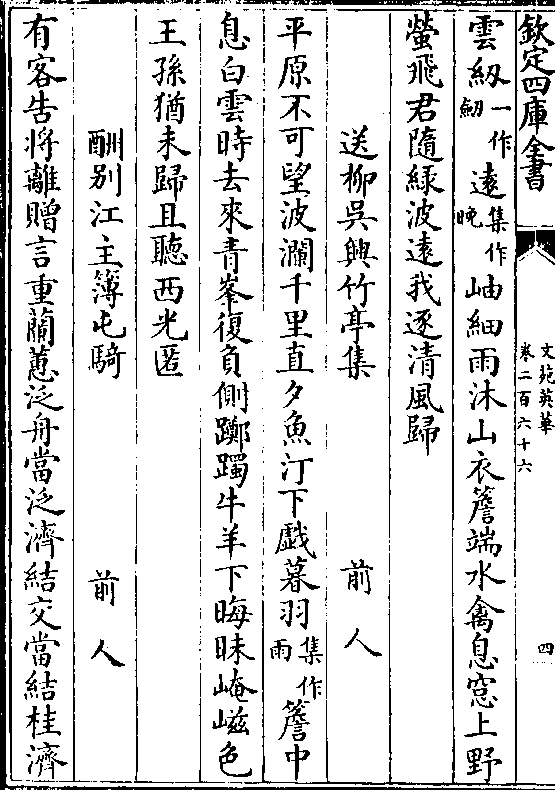 欽定四庫全書
文苑英華
卷二百六十六
四
雲紉一作紉遠集作晚岫細雨沐山衣簷端水禽息窓上野
螢飛君隨綠波遠我逐清風歸
送柳吳興竹亭集 前人
平原不可望波瀾千里直夕魚汀下戲暮羽集作雨簷中
息白雲時去來青峯復負側躑躅牛羊下晦昧崦嵫色
王孫猶未歸且聽西光匿
酬别江主簿屯騎 前人
有客告將離贈言重蘭蕙泛舟當泛濟結交當結桂濟